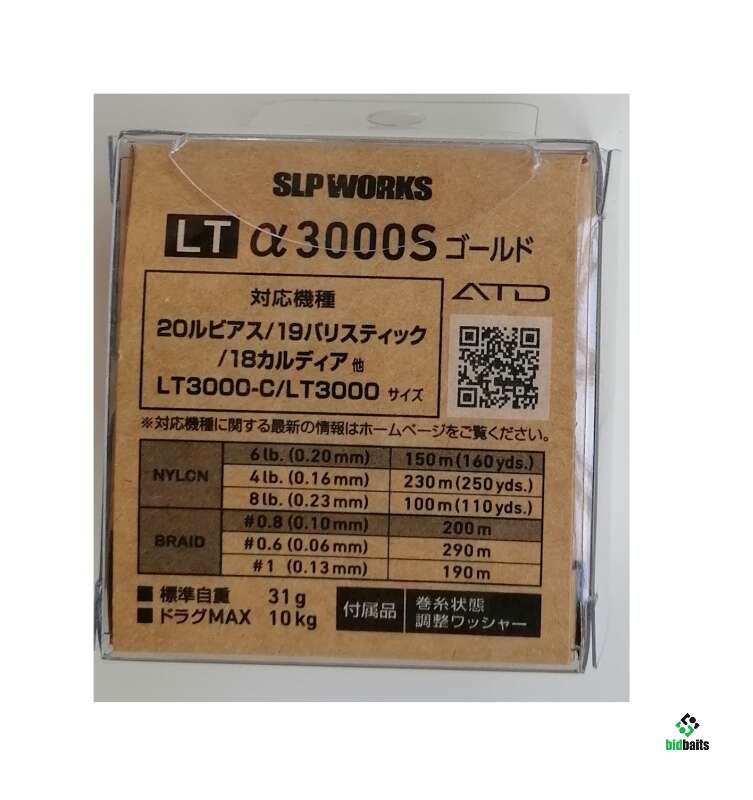 SLP WORKS
LT α3000S ゴールド
ATD
対応機種
20ルビアス/19バリスティック
/18カルディア 他
LT3000-C/LT3000 サイズ
※対応機種に関する最新の情報はホームページをご覧ください。
NYLON
6lb. (0.20mm) 150m(160yds.)
4lb. (0.16mm) 230m(250yds.)
8lb. (0.23mm) 100m(110yds.)
BRAID
#0.8 (0.10mm) 200m
#0.6 (0.06mm) 290m
#1 (0.13mm) 190m
■ 標準自重 31g
■ ドラグMAX 10kg
付属品
巻糸状態
調整ワッシャー
bidbaits